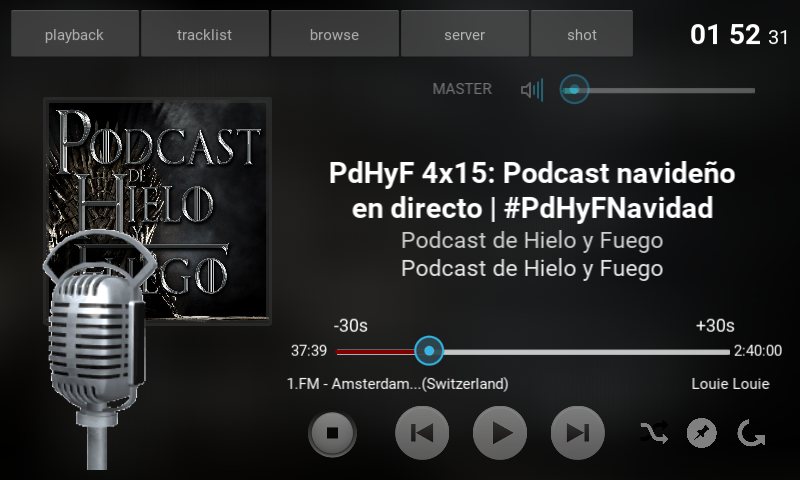 playback
tracklist
browse
server
shot
01 52 31
MASTER
PODCAST
DE
HIELO
Y
FUEGO
PdHyF 4x15: Podcast navideño
en directo | #PdHyFNavidad
Podcast de Hielo y Fuego
Podcast de Hielo y Fuego
-30s
+30s
37:39
2:40:00
1.FM - Amsterdam...(Switzerland)
Louie Louie